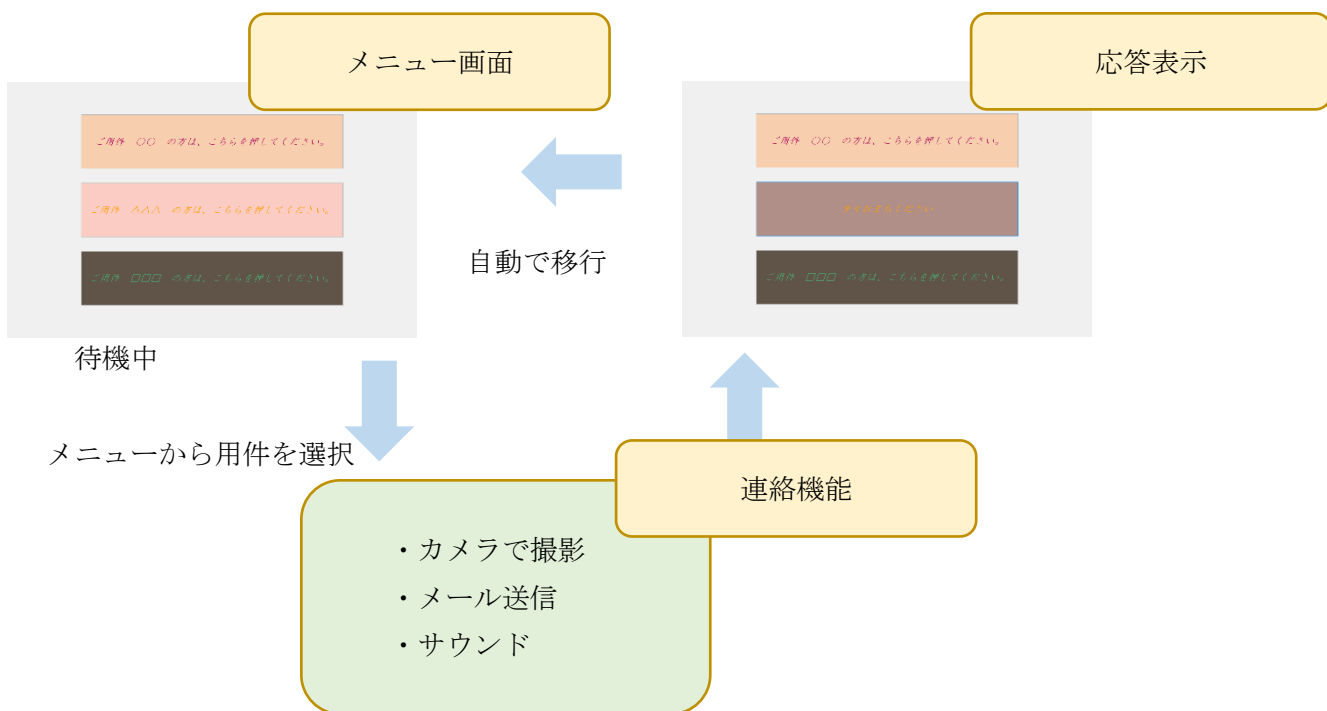 メニュー画面
応答表示
ご用件　〇〇　の方は、こちらを押してください。
ご用件　△△△　の方は、こちらを押してください。
ご用件　□□□　の方は、こちらを押してください。
待機中
自動で移行
ご用件　〇〇　の方は、こちらを押してください。
ください
ご用件　□□□　の方は、こちらを押してください。
メニューから用件を選択
連絡機能
・カメラで撮影
・メール送信
・サウンド